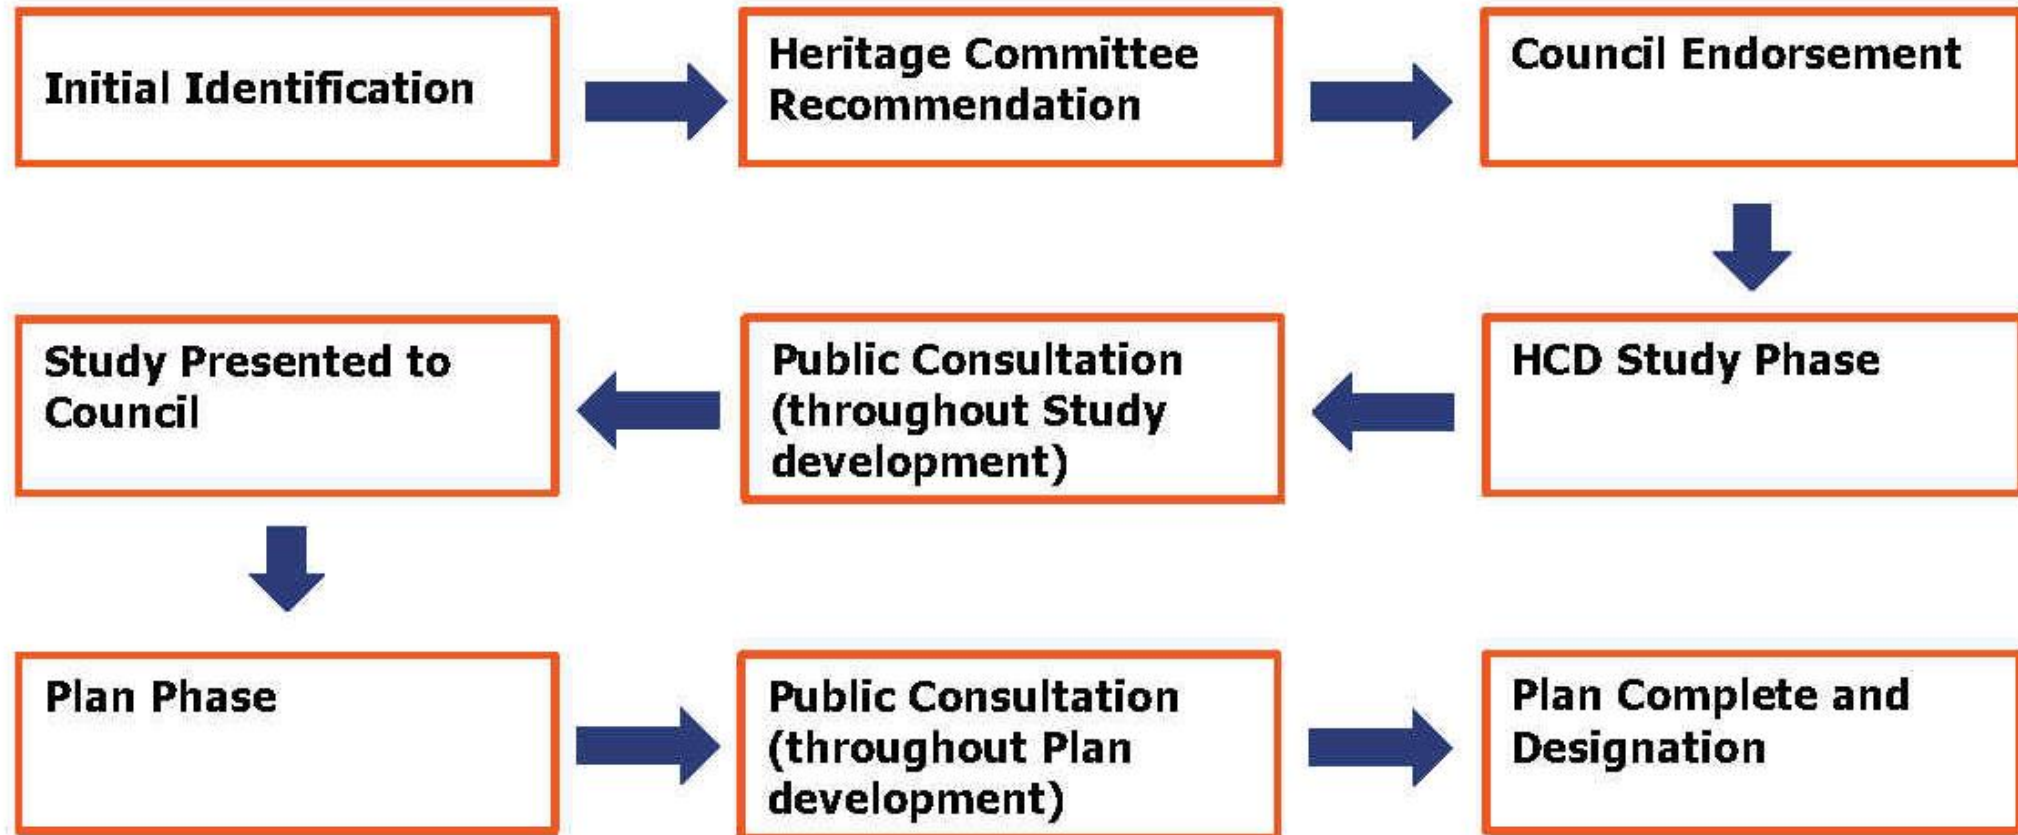 Initial Identification
Heritage Committee
Recommendation
Council Endorsement
HCD Study Phase
Public Consultation
(throughout Study
development)
Study Presented to
Council
Plan Phase
Public Consultation
(throughout Plan
development)
Plan Complete and
Designation